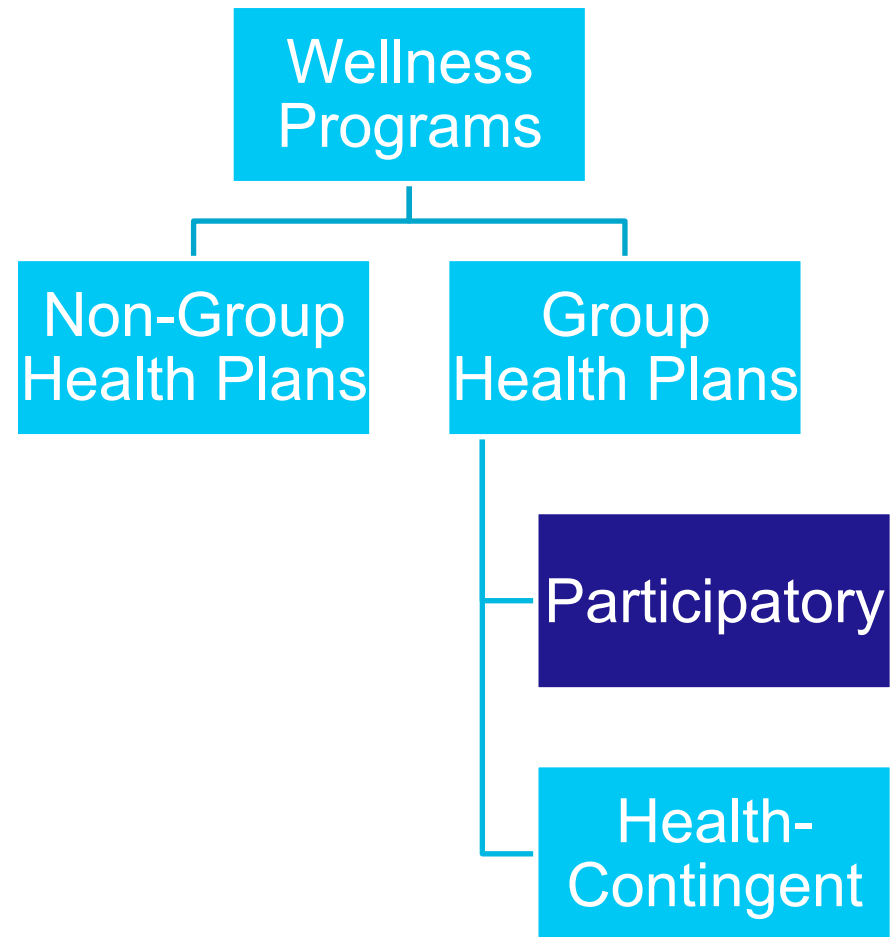 Wellness
Programs
Non-Group
Health Plans
Group
Health Plans
Participatory
Health-
Contingent